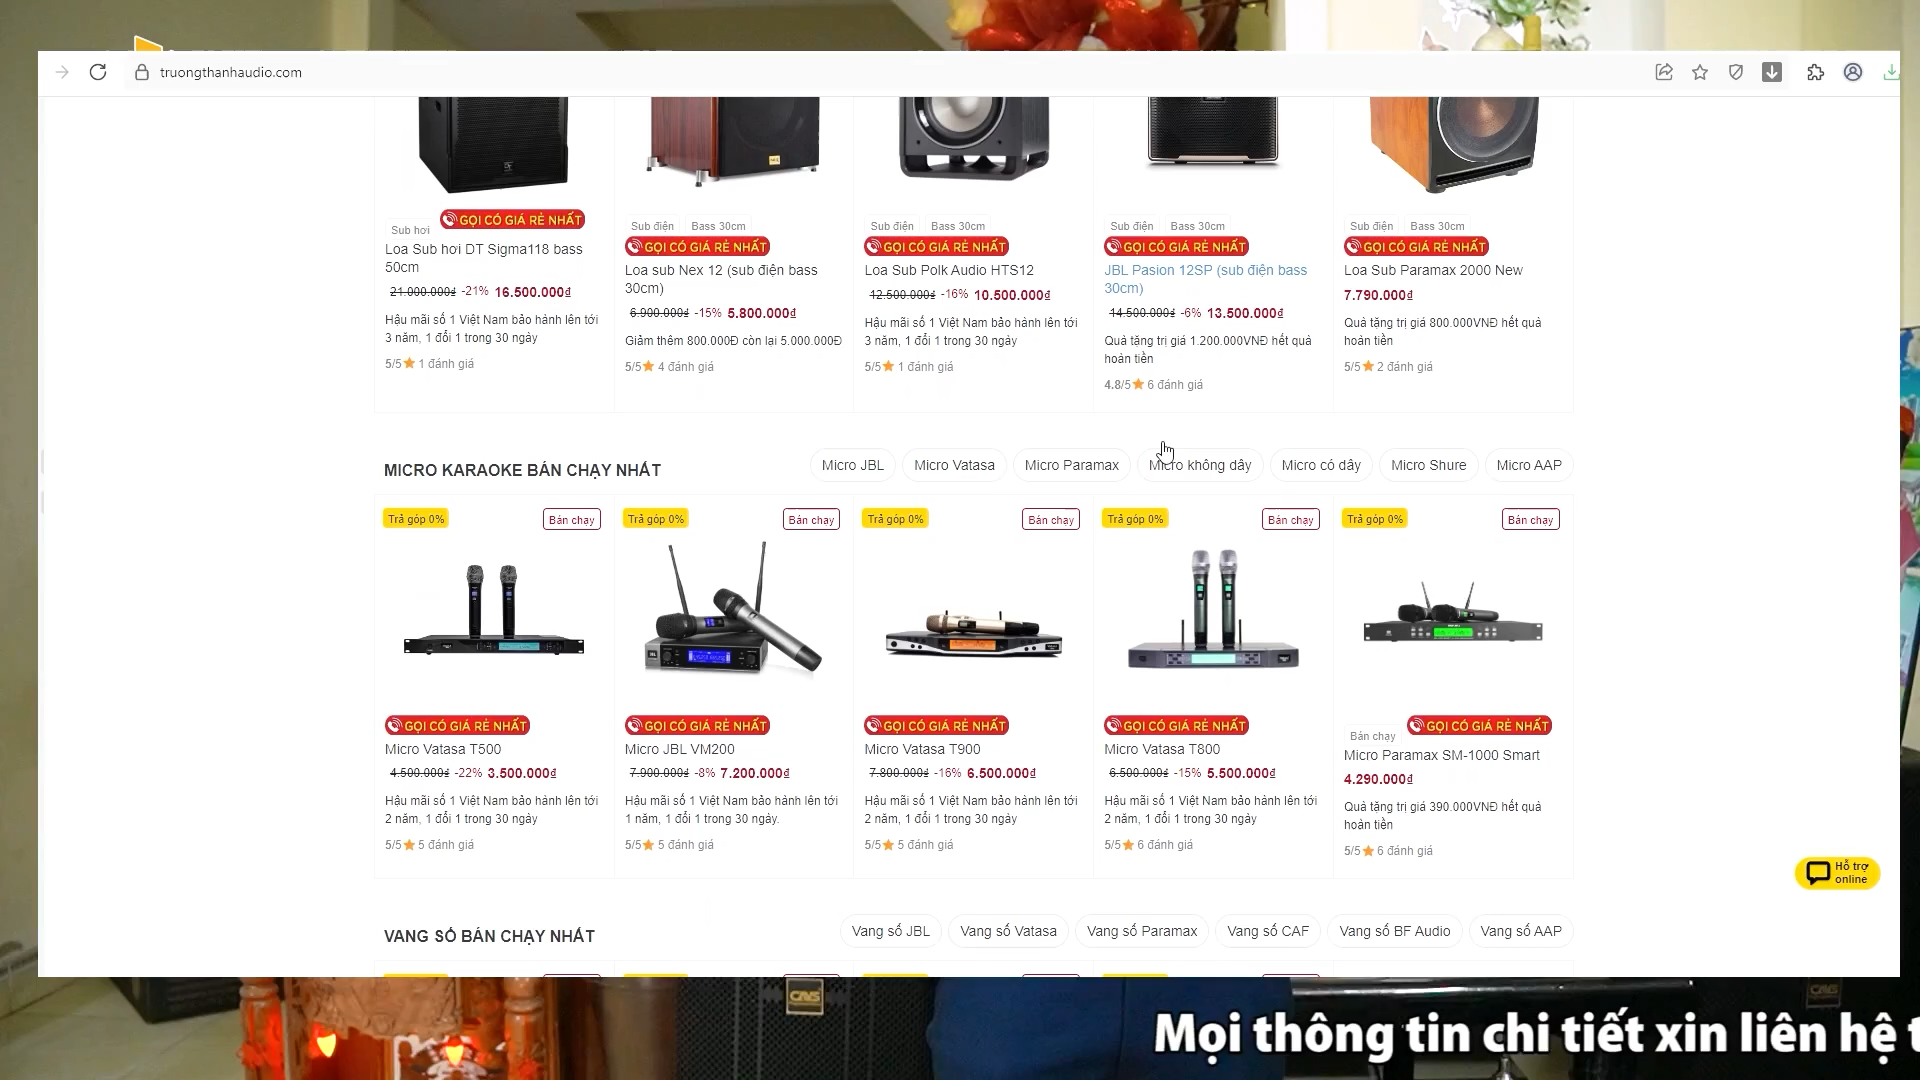 truongthanhaudio.com
Sub hơi
GỌI CÓ GIÁ RẺ NHẤT
Loa Sub hơi DT Sigma118 bass
50cm
21.000.000₫ -21% 16.500.000₫
Hậu mãi số 1 Việt Nam bảo hành lên tới
3 năm, 1 đổi 1 trong 30 ngày
5/5 1 đánh giá
Sub điện Bass 30cm
GỌI CÓ GIÁ RẺ NHẤT
Loa sub Nex 12 (sub điện bass
30cm)
6.900.000₫ -15% 5.800.000₫
Giảm thêm 800.000Đ còn lại 5.000.000Đ
5/5 4 đánh giá
Sub điện Bass 30cm
GỌI CÓ GIÁ RẺ NHẤT
Loa Sub Polk Audio HTS12
12.500.000₫ -16% 10.500.000₫
Hậu mãi số 1 Việt Nam bảo hành lên tới
3 năm, 1 đổi 1 trong 30 ngày
5/5 1 đánh giá
Sub điện Bass 30cm
GỌI CÓ GIÁ RẺ NHẤT
JBL Pasion 12SP (sub điện bass
30cm)
14.500.000₫ -6% 13.500.000₫
Quà tặng trị giá 1.200.000VNĐ hết quà
hoàn tiền
4.8/5 6 đánh giá
Sub điện Bass 30cm
GỌI CÓ GIÁ RẺ NHẤT
Loa Sub Paramax 2000 New
7.790.000₫
Quà tặng trị giá 800.000VNĐ hết quà
hoàn tiền
5/5 2 đánh giá
MICRO KARAOKE BÁN CHẠY NHẤT
Micro JBL Micro Vatasa Micro Paramax Micro không dây Micro có dây Micro Shure Micro AAP
Trả góp 0% Bán chạy
GỌI CÓ GIÁ RẺ NHẤT
Micro Vatasa T500
4.500.000₫ -22% 3.500.000₫
Hậu mãi số 1 Việt Nam bảo hành lên tới
2 năm, 1 đổi 1 trong 30 ngày
5/5 5 đánh giá
Trả góp 0% Bán chạy
GỌI CÓ GIÁ RẺ NHẤT
Micro JBL VM200
7.900.000₫ -8% 7.200.000₫
Hậu mãi số 1 Việt Nam bảo hành lên tới
1 năm, 1 đổi 1 trong 30 ngày.
5/5 5 đánh giá
Trả góp 0% Bán chạy
GỌI CÓ GIÁ RẺ NHẤT
Micro Vatasa T900
7.800.000₫ -16% 6.500.000₫
Hậu mãi số 1 Việt Nam bảo hành lên tới
2 năm, 1 đổi 1 trong 30 ngày
5/5 5 đánh giá
Trả góp 0% Bán chạy
GỌI CÓ GIÁ RẺ NHẤT
Micro Vatasa T800
6.500.000₫ -15% 5.500.000₫
Hậu mãi số 1 Việt Nam bảo hành lên tới
2 năm, 1 đổi 1 trong 30 ngày
5/5 6 đánh giá
Trả góp 0% Bán chạy
Bán chạy
GỌI CÓ GIÁ RẺ NHẤT
Micro Paramax SM-1000 Smart
4.290.000₫
Quà tặng trị giá 390.000VNĐ hết quà
hoàn tiền
5/5 6 đánh giá
Hỗ trợ
online
VANG SỐ BÁN CHẠY NHẤT
Vang số JBL Vang số Vatasa Vang số Paramax Vang số CAF Vang số BF Audio Vang số AAP
CAVS
CAVS
Mọi thông tin chi tiết xin liên hệ t